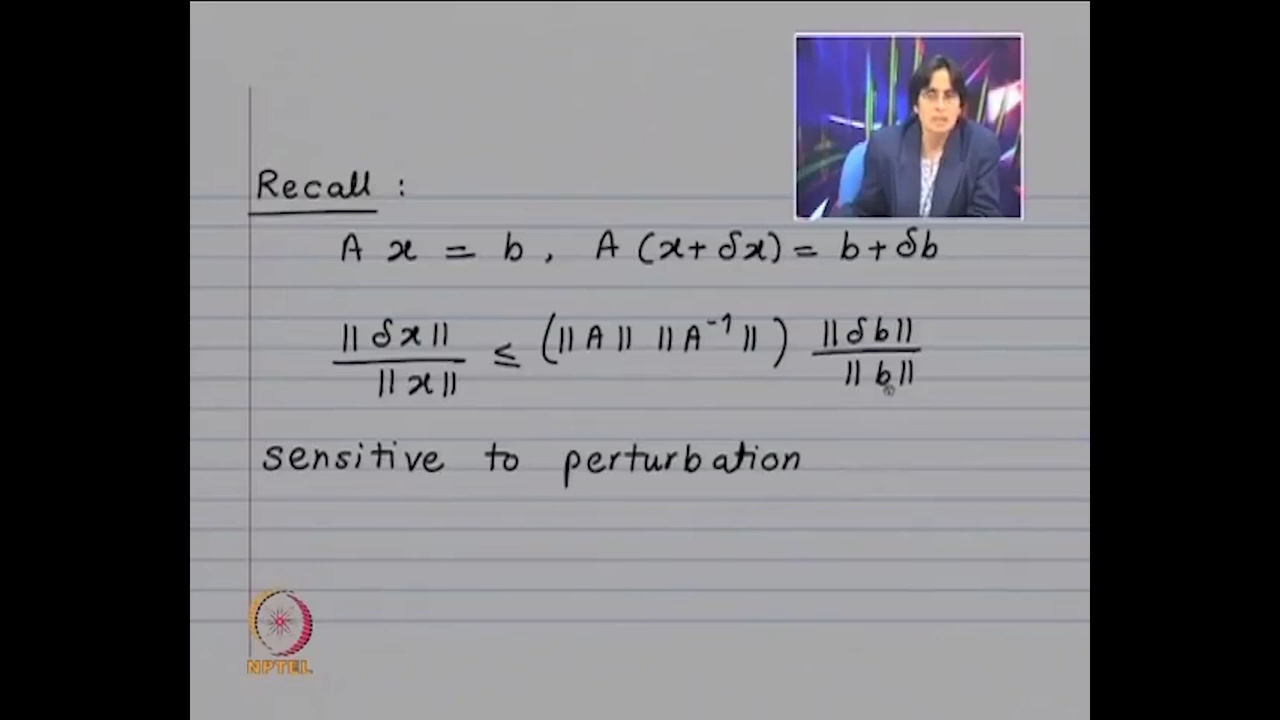 Recall :
A x = b , A (x + δx) = b + δb
|| δx || / || x || ≤ (|| A || || A⁻¹ ||) || δb || / || b ||
sensitive to perturbation
NPTEL